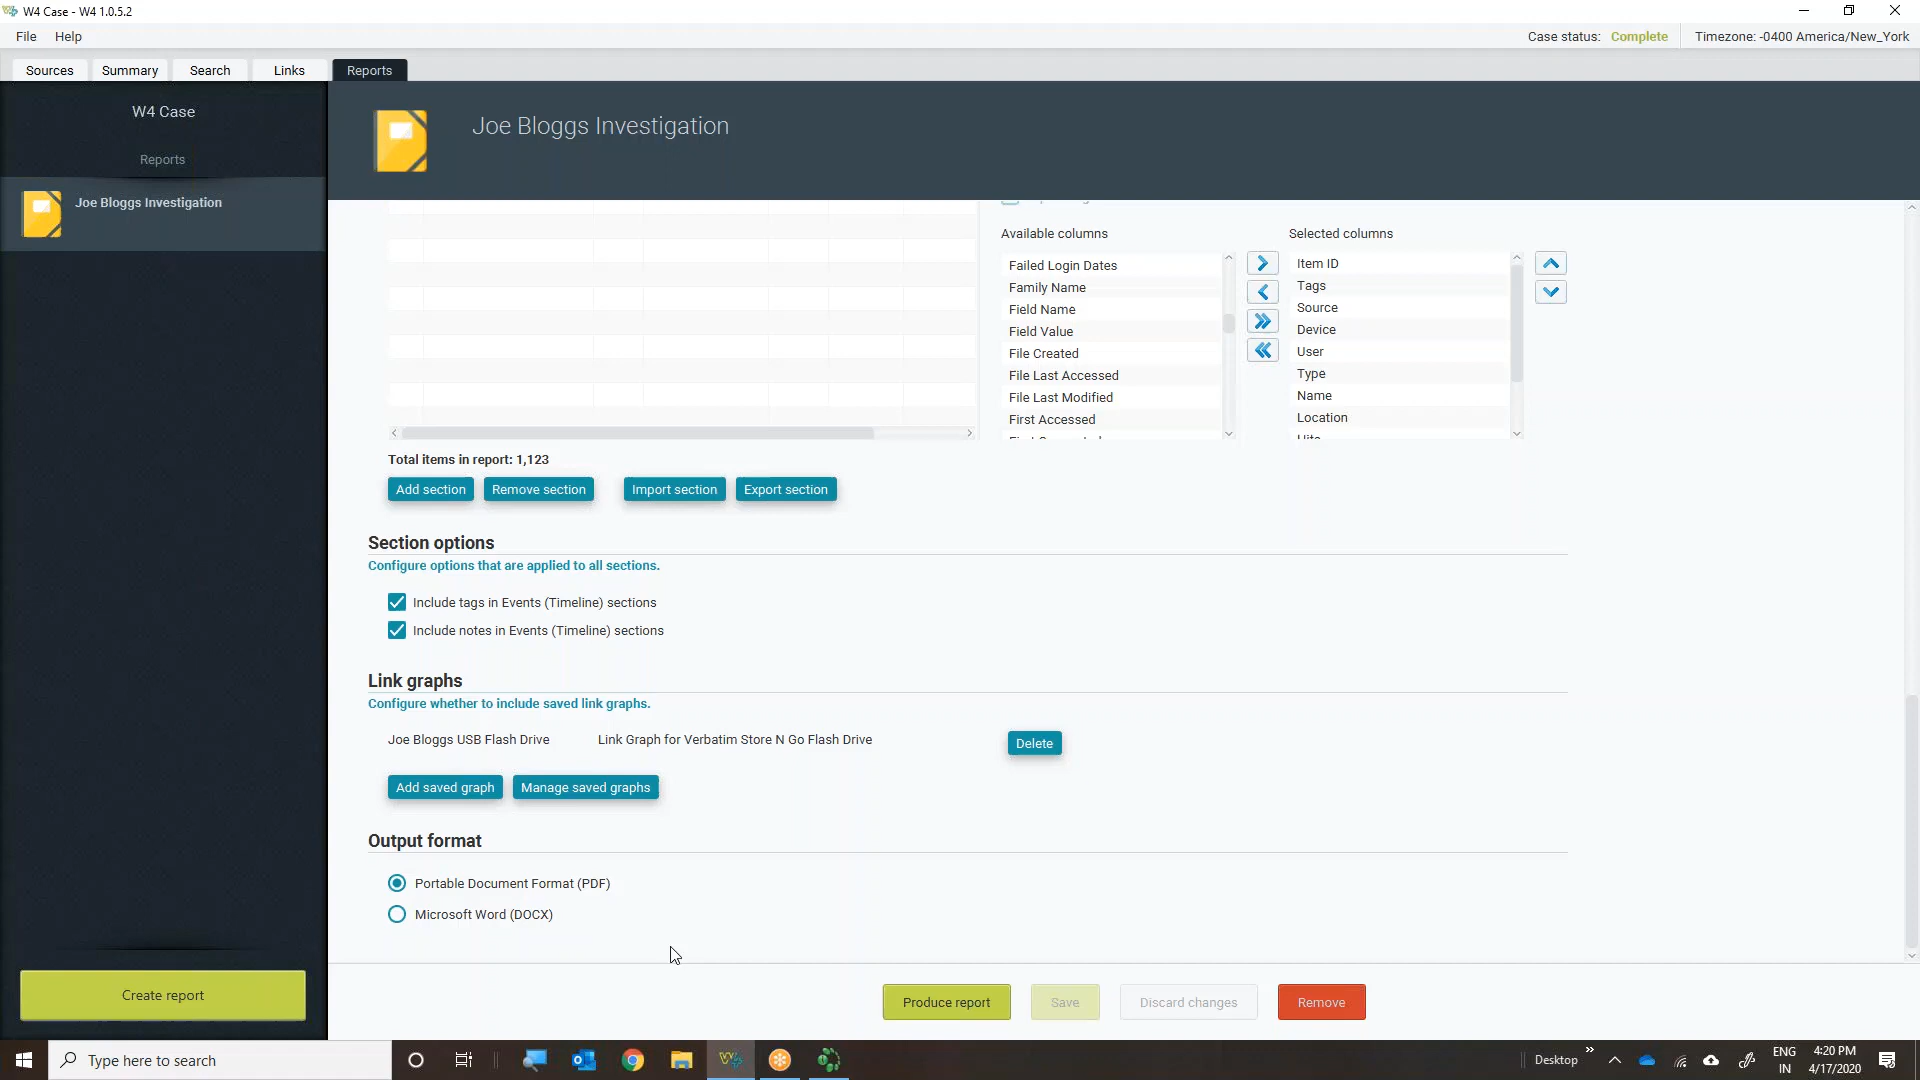 W4 Case - W4 1.0.5.2
File Help
Case status: Complete Timezone: -0400 America/New_York
Sources Summary Search Links Reports
W4 Case
Reports
Joe Bloggs Investigation
Joe Bloggs Investigation
Available columns
Failed Login Dates
Family Name
Field Name
Field Value
File Created
File Last Accessed
File Last Modified
First Accessed
Selected columns
Item ID
Tags
Source
Device
User
Type
Name
Location
Hits
Total items in report: 1,123
Add section Remove section Import section Export section
Section options
Configure options that are applied to all sections.
Include tags in Events (Timeline) sections
Include notes in Events (Timeline) sections
Link graphs
Configure whether to include saved link graphs.
Joe Bloggs USB Flash Drive Link Graph for Verbatim Store N Go Flash Drive Delete
Add saved graph Manage saved graphs
Output format
Portable Document Format (PDF)
Microsoft Word (DOCX)
Create report
Produce report Save Discard changes Remove
Type here to search
Desktop
ENG
IN
4:20 PM
4/17/2020